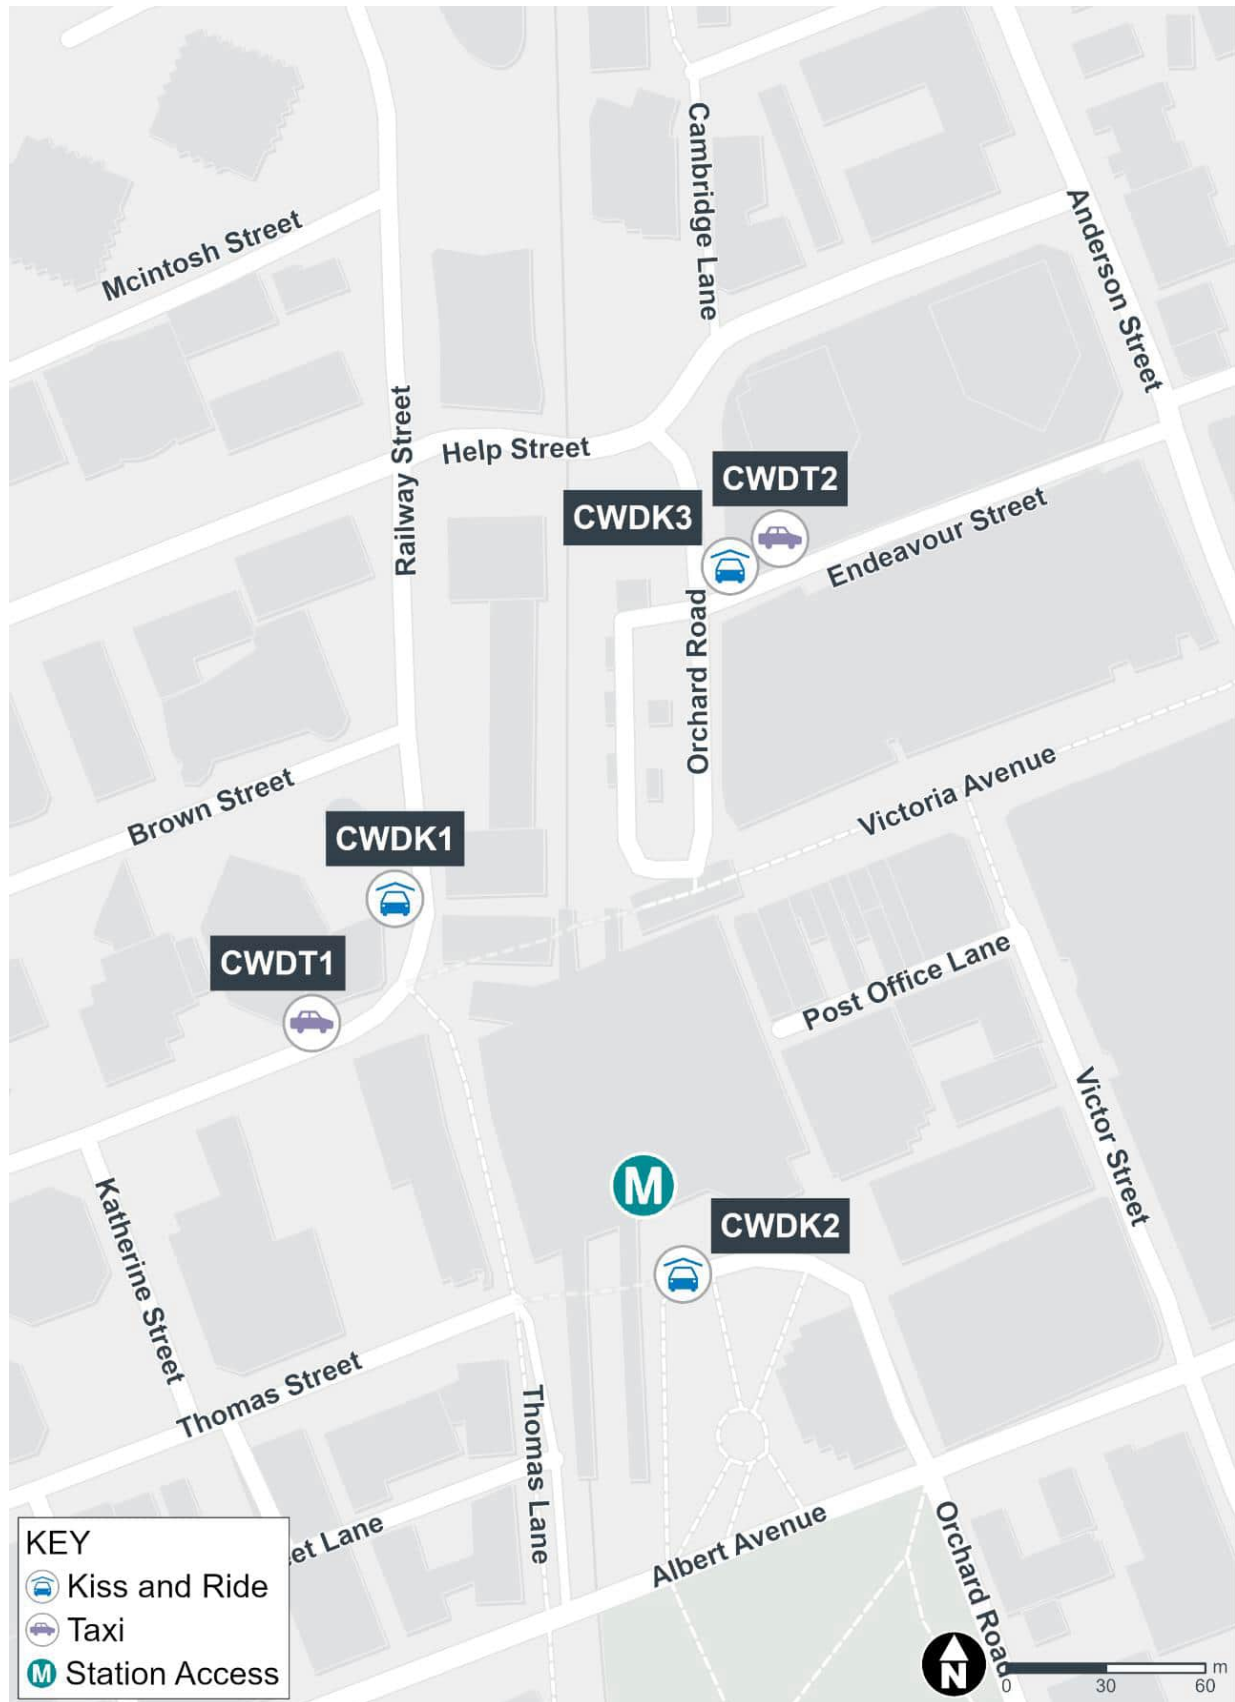 Cambridge Lane
Mcintosh Street
Anderson Street
Railway Street
Help Street
CWDT2
CWDK3
Endeavour Street
Orchard Road
Victoria Avenue
Brown Street
CWDK1
CWDT1
Post Office Lane
Victor Street
M
CWDK2
Katherine Street
Thomas Street
Thomas Lane
et Lane
Albert Avenue
Orchard Road
KEY
Kiss and Ride
Taxi
M Station Access
N
m
0 30 60